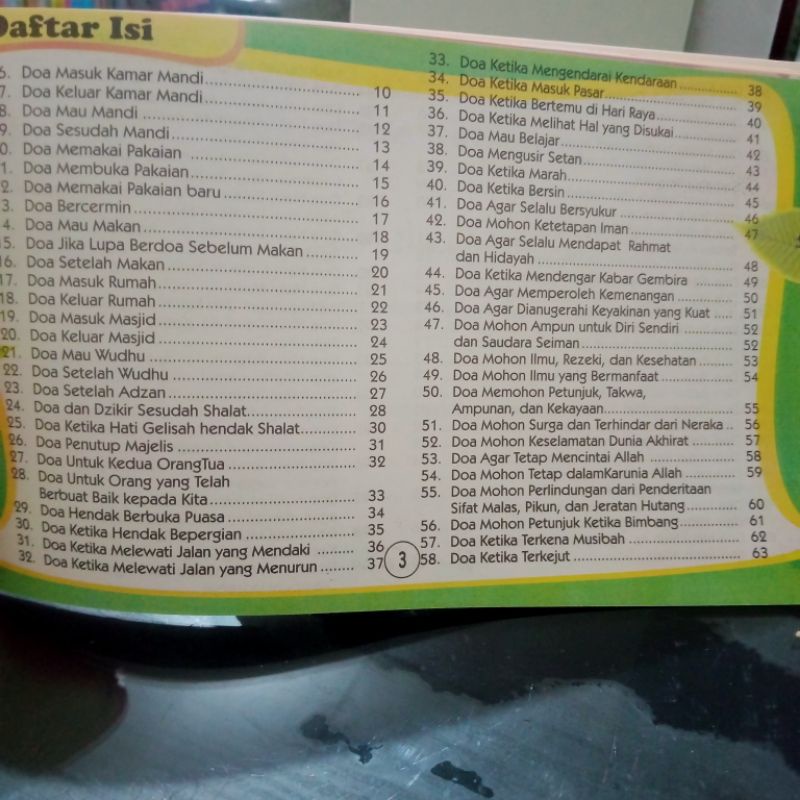 Daftar Isi
6. Doa Masuk Kamar Mandi 10
7. Doa Keluar Kamar Mandi 11
8. Doa Mau Mandi 12
9. Doa Sesudah Mandi 13
0. Doa Memakai Pakaian 14
1. Doa Membuka Pakaian 15
2. Doa Memakai Pakaian baru 16
3. Doa Bercermin 17
4. Doa Mau Makan 18
15. Doa Jika Lupa Berdoa Sebelum Makan 19
16. Doa Setelah Makan 20
17. Doa Masuk Rumah 21
18. Doa Keluar Rumah 22
19. Doa Masuk Masjid 23
20. Doa Keluar Masjid 24
21. Doa Mau Wudhu 25
22. Doa Setelah Wudhu 26
23. Doa Setelah Adzan 27
24. Doa dan Dzikir Sesudah Shalat 28
25. Doa Ketika Hati Gelisah hendak Shalat 30
26. Doa Penutup Majelis 31
27. Doa Untuk Kedua OrangTua 32
28. Doa Untuk Orang yang Telah
Berbuat Baik kepada Kita 33
29. Doa Hendak Berbuka Puasa 34
30. Doa Ketika Hendak Bepergian 35
31. Doa Ketika Melewati Jalan yang Mendaki 36
32. Doa Ketika Melewati Jalan yang Menurun 37
33. Doa Ketika Mengendarai Kendaraan 38
34. Doa Ketika Masuk Pasar 39
35. Doa Ketika Bertemu di Hari Raya 40
36. Doa Ketika Melihat Hal yang Disukai 41
37. Doa Mau Belajar 42
38. Doa Mengusir Setan 43
39. Doa Ketika Marah 44
40. Doa Ketika Bersin 45
41. Doa Agar Selalu Bersyukur 46
42. Doa Mohon Ketetapan Iman 47
43. Doa Agar Selalu Mendapat Rahmat
dan Hidayah 48
44. Doa Ketika Mendengar Kabar Gembira 49
45. Doa Agar Memperoleh Kemenangan 50
46. Doa Agar Dianugerahi Keyakinan yang Kuat 51
47. Doa Mohon Ampun untuk Diri Sendiri 52
dan Saudara Seiman 52
48. Doa Mohon Ilmu, Rezeki, dan Kesehatan 53
49. Doa Mohon Ilmu yang Bermanfaat 54
50. Doa Memohon Petunjuk, Takwa,
Ampunan, dan Kekayaan 55
51. Doa Mohon Surga dan Terhindar dari Neraka 56
52. Doa Mohon Keselamatan Dunia Akhirat 57
53. Doa Agar Tetap Mencintai Allah 58
54. Doa Mohon Tetap dalamKarunia Allah 59
55. Doa Mohon Perlindungan dari Penderitaan
Sifat Malas, Pikun, dan Jeratan Hutang 60
56. Doa Mohon Petunjuk Ketika Bimbang 61
57. Doa Ketika Terkena Musibah 62
58. Doa Ketika Terkejut 63
3